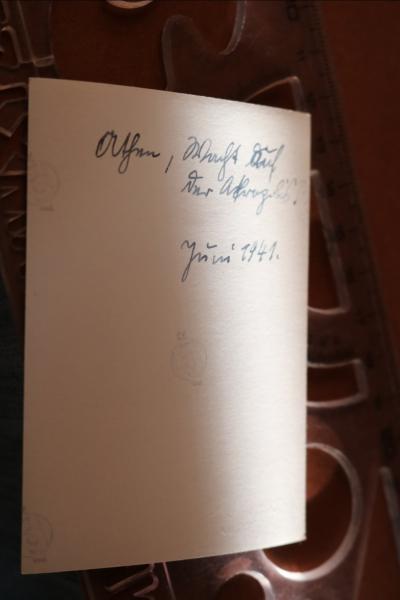 Athen, Wacht auf
der Akropolis!
Juni 1941.